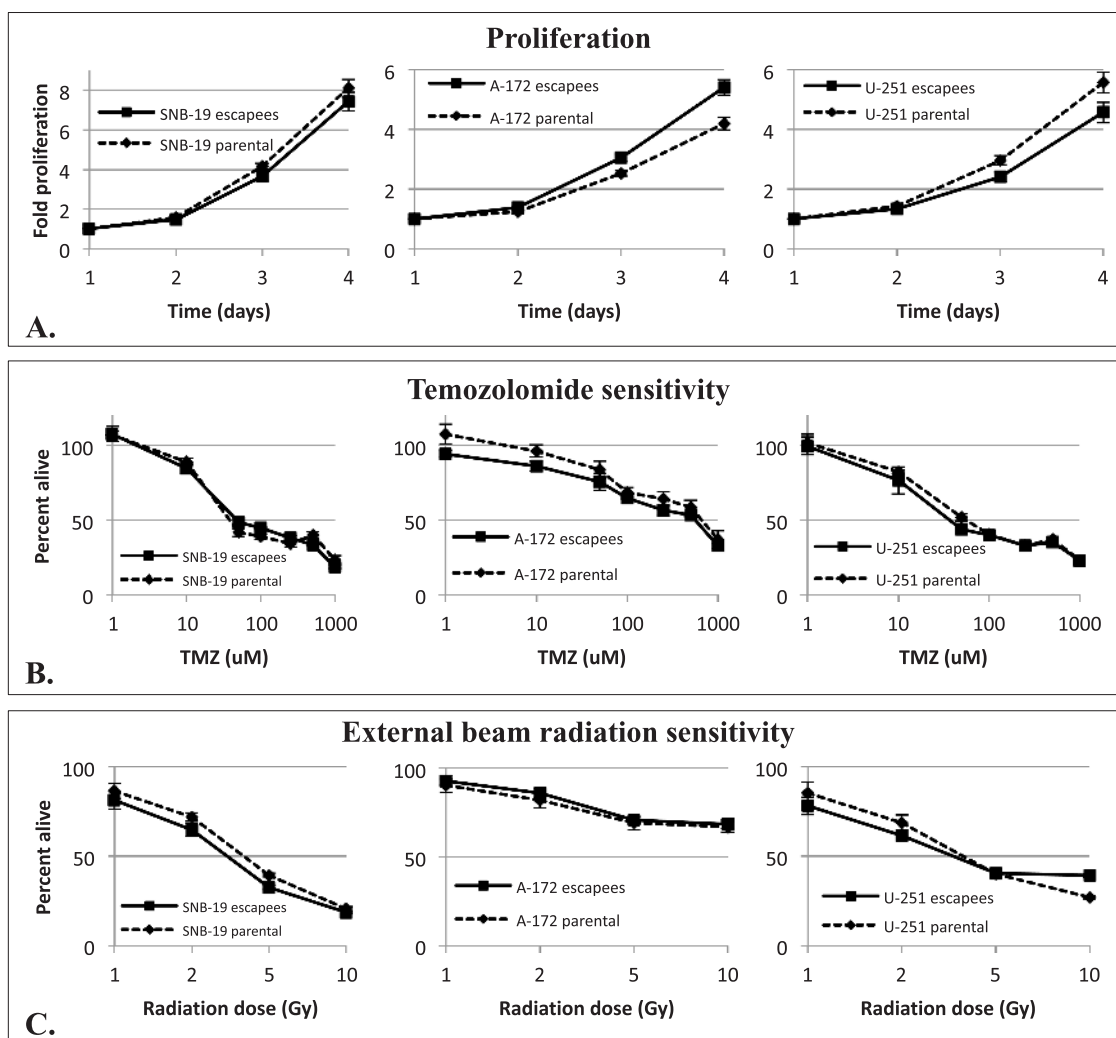 Proliferation
Fold proliferation
8
6
4
2
0
SNB-19 escapees
SNB-19 parental
1 2 3 4
Time (days)
6
4
2
0
A-172 escapees
A-172 parental
1 2 3 4
Time (days)
6
4
2
0
U-251 escapees
U-251 parental
1 2 3 4
Time (days)
A.
Temozolomide sensitivity
Percent alive
100
50
0
SNB-19 escapees
SNB-19 parental
1 10 100 1000
TMZ (uM)
100
50
0
A-172 escapees
A-172 parental
1 10 100 1000
TMZ (uM)
100
50
0
U-251 escapees
U-251 parental
1 10 100 1000
TMZ (uM)
B.
External beam radiation sensitivity
Percent alive
100
50
0
SNB-19 escapees
SNB-19 parental
1 2 5 10
Radiation dose (Gy)
100
50
0
A-172 escapees
A-172 parental
1 2 5 10
Radiation dose (Gy)
100
50
0
U-251 escapees
U-251 parental
1 2 5 10
Radiation dose (Gy)
C.